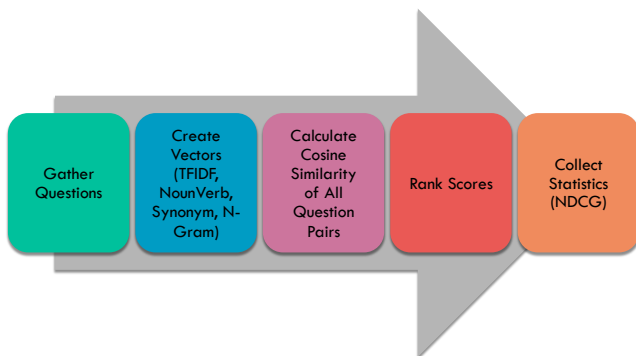 Gather
Questions
Create
Vectors
(TFIDF,
NounVerb,
Synonym, N-
Gram)
Calculate
Cosine
Similarity
of All
Question
Pairs
Rank Scores
Collect
Statistics
(NDCG)